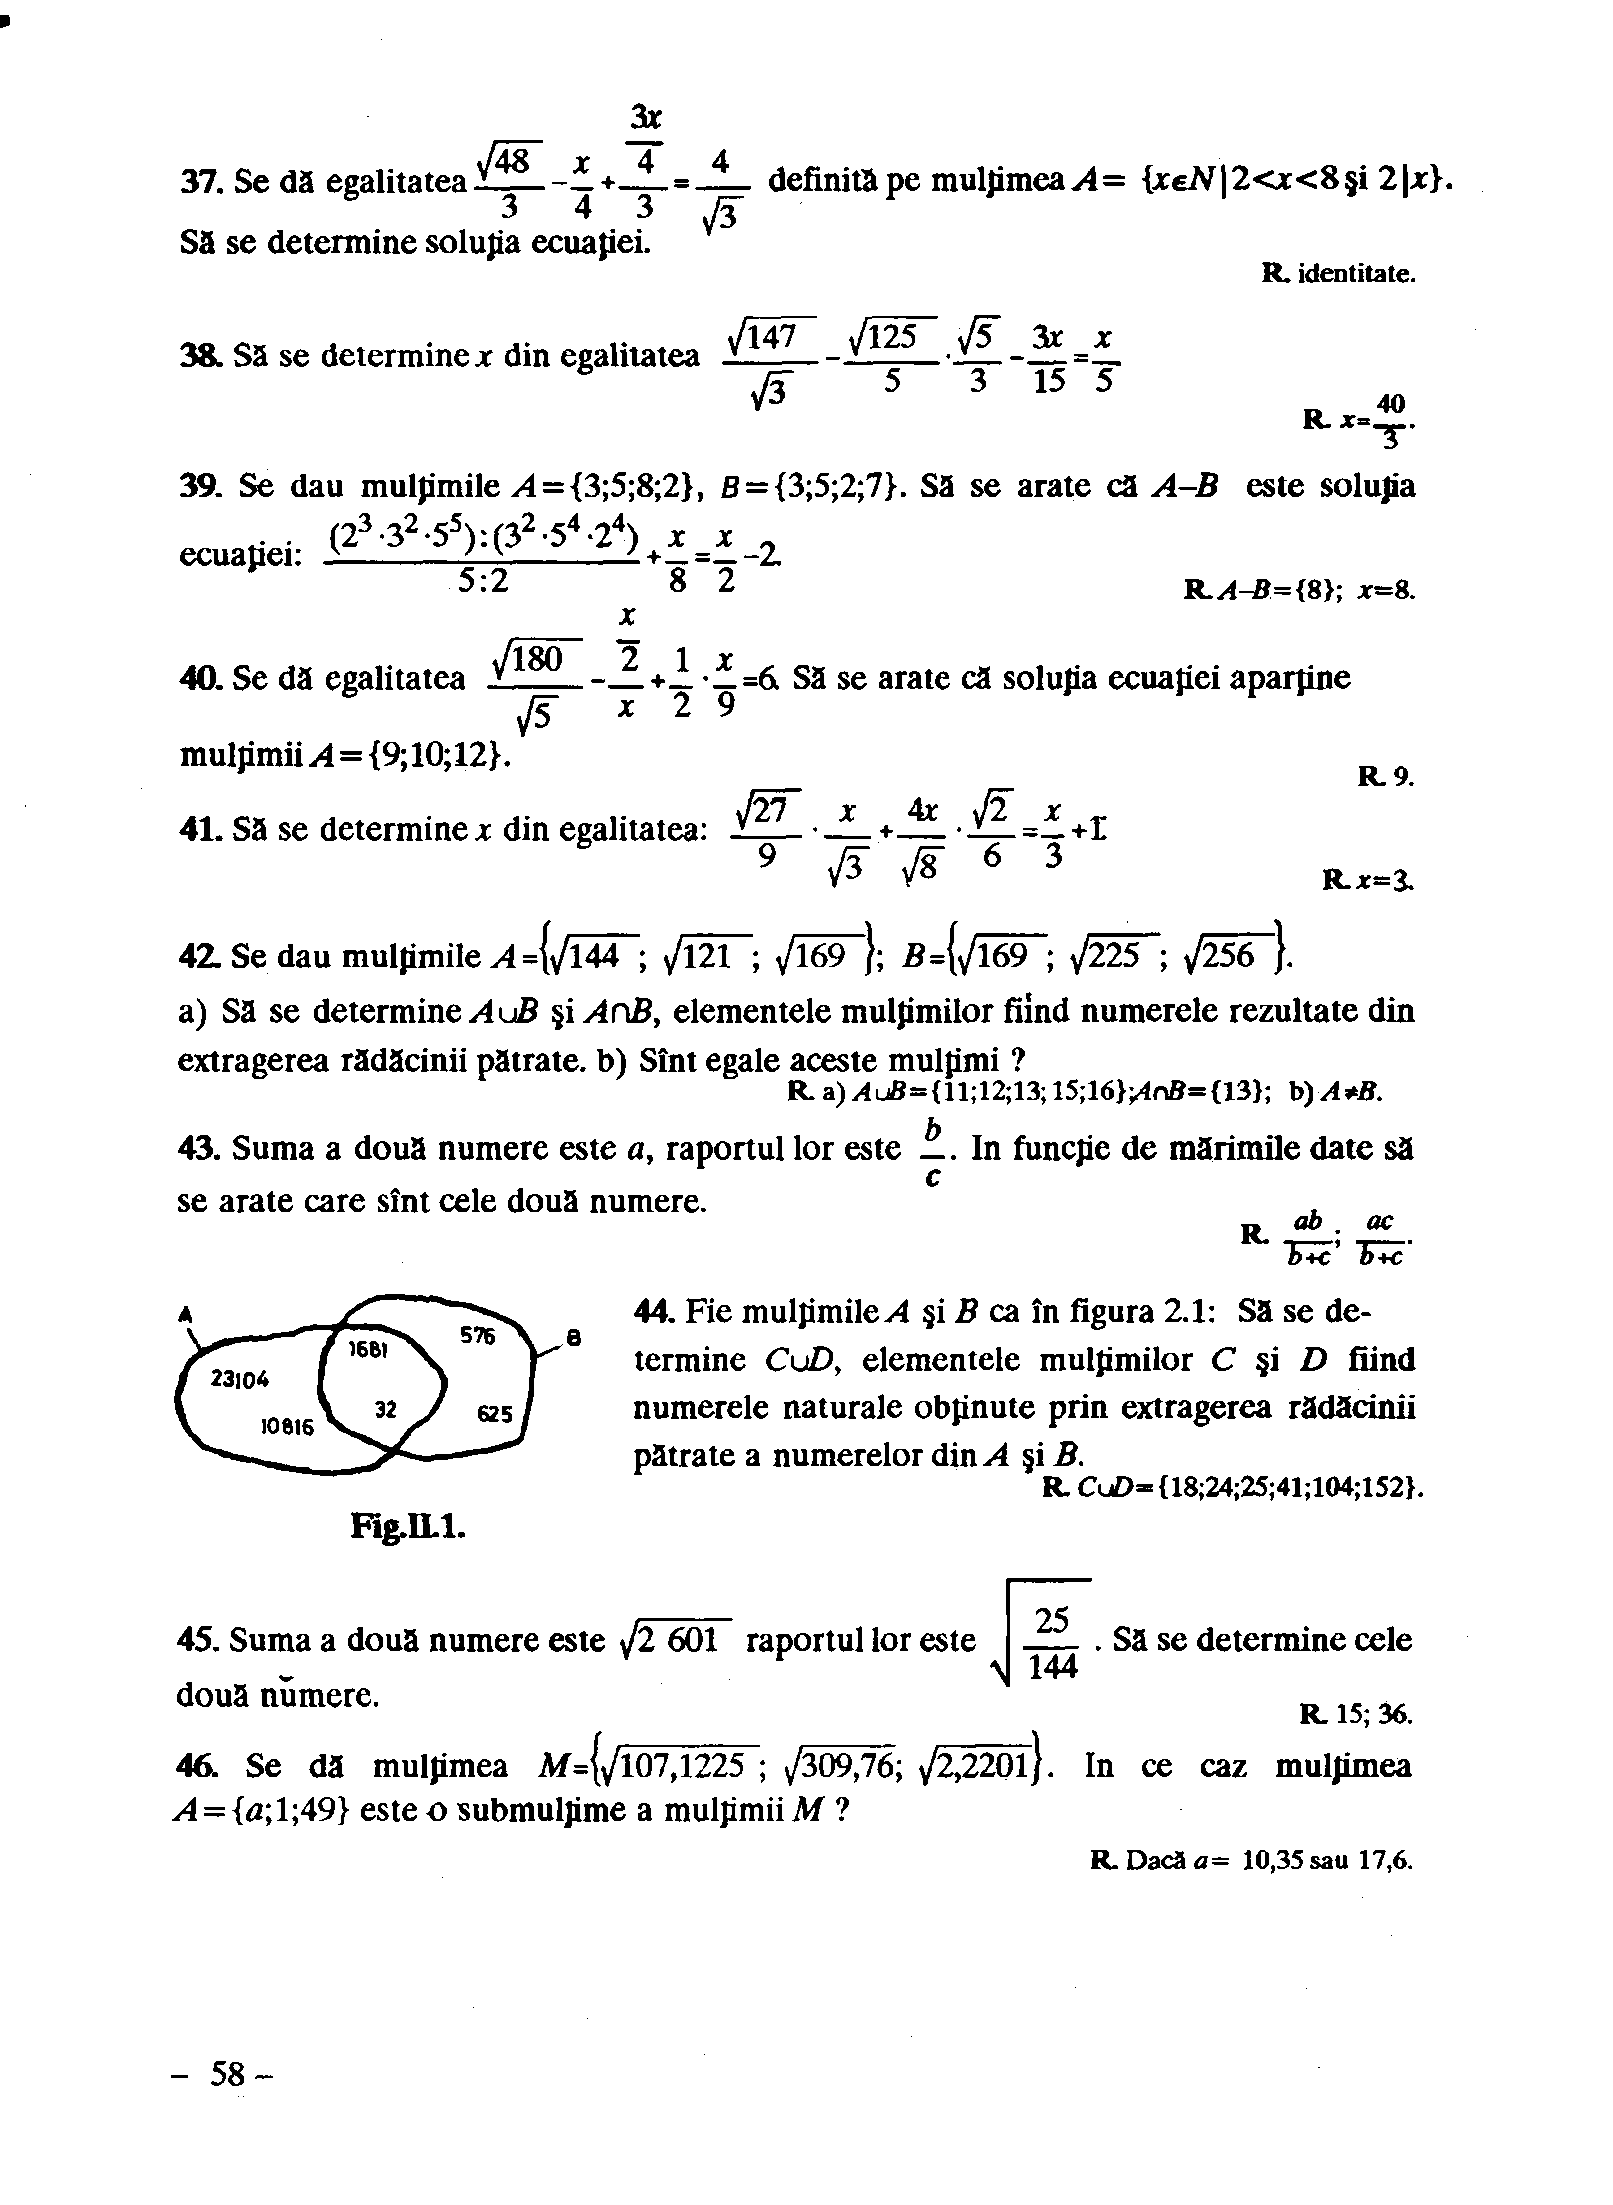 37. Se dă egalitatea √48/3 - x/4 + (3x/4)/3 = 4/√3 definită pe mulţimea A= {xϵN|2<x<8 şi 2|x}.
Să se determine soluţia ecuaţiei.
R. identitate.
38. Să se determine x din egalitatea √147/√3 - √125/5 · √5/3 - 3x/15 = x/5
R. x=40/3.
39. Se dau mulţimile A={3;5;8;2}, B={3;5;2;7}. Să se arate că A–B este soluţia
ecuaţiei: (2³·3²·5⁵):(3²·5⁴·2⁴)/5:2 + x/8 = x/2 -2.
R. A–B={8}; x=8.
40. Se dă egalitatea √180/√5 - (x/2)/x + 1/2 · x/9 =6. Să se arate că soluţia ecuaţiei aparţine
mulţimii A={9;10;12}.
R. 9.
41. Să se determine x din egalitatea: √27/9 · x/√3 + 4x/√8 · √2/6 = x/3 +1
R. x=3.
42. Se dau mulţimile A={√144 ; √121 ; √169 }; B={√169 ; √225 ; √256 }.
a) Să se determine A∪B şi A∩B, elementele mulţimilor fiind numerele rezultate din
extragerea rădăcinii pătrate. b) Sînt egale aceste mulţimi ?
R. a) A∪B={11;12;13;15;16};A∩B={13}; b) A≠B.
43. Suma a două numere este a, raportul lor este b/c. In funcţie de mărimile date să
se arate care sînt cele două numere.
R. ab/b+c; ac/b+c.
A
B
1681
576
23104
32
625
10816
Fig.II.1.
44. Fie mulţimile A şi B ca în figura 2.1: Să se de-
termine C∪D, elementele mulţimilor C şi D fiind
numerele naturale obţinute prin extragerea rădăcinii
pătrate a numerelor din A şi B.
R. C∪D={18;24;25;41;104;152}.
45. Suma a două numere este √2 601 raportul lor este √25/144 . Să se determine cele
două numere.
R. 15; 36.
46. Se dă mulţimea M={√107,1225 ; √309,76; √2,2201}. In ce caz mulţimea
A={a;1;49} este o submulţime a mulţimii M ?
R. Dacă a= 10,35 sau 17,6.
– 58 –